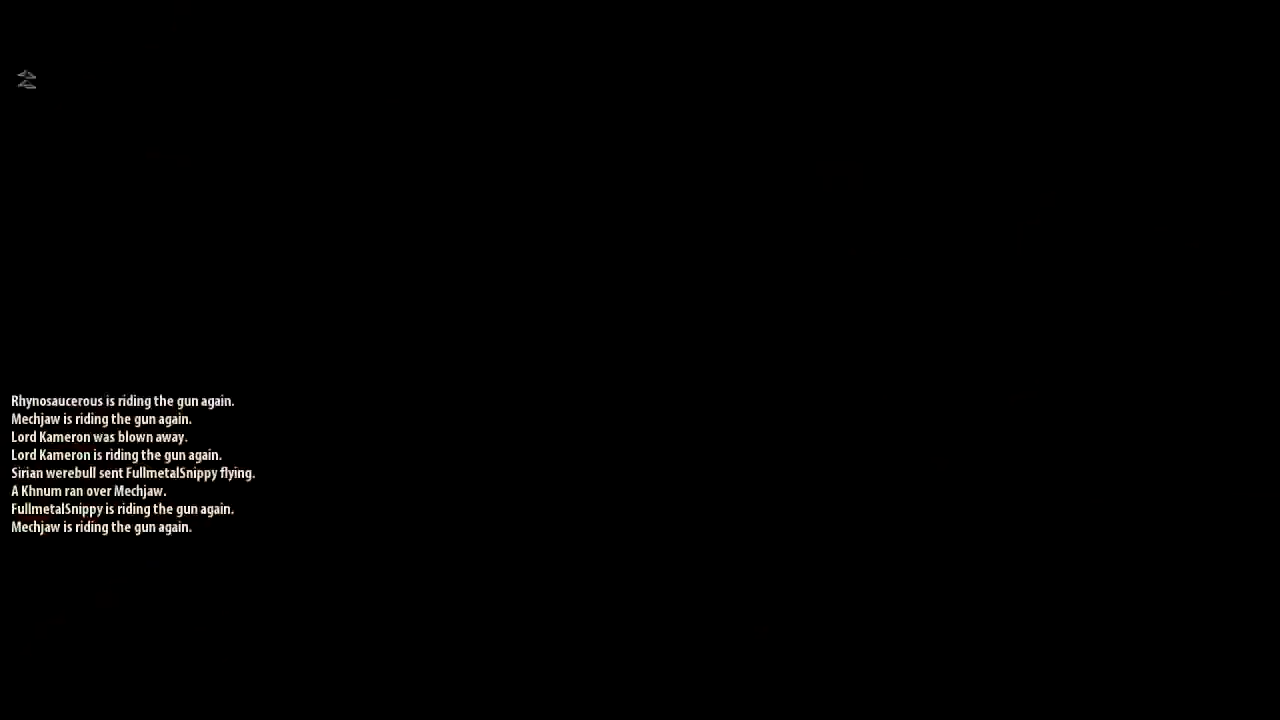 Rhynosaucerous is riding the gun again.
Mechjaw is riding the gun again.
Lord Kameron was blown away.
Lord Kameron is riding the gun again.
Sirian werebull sent FullmetalSnippy flying.
A Khnum ran over Mechjaw.
FullmetalSnippy is riding the gun again.
Mechjaw is riding the gun again.